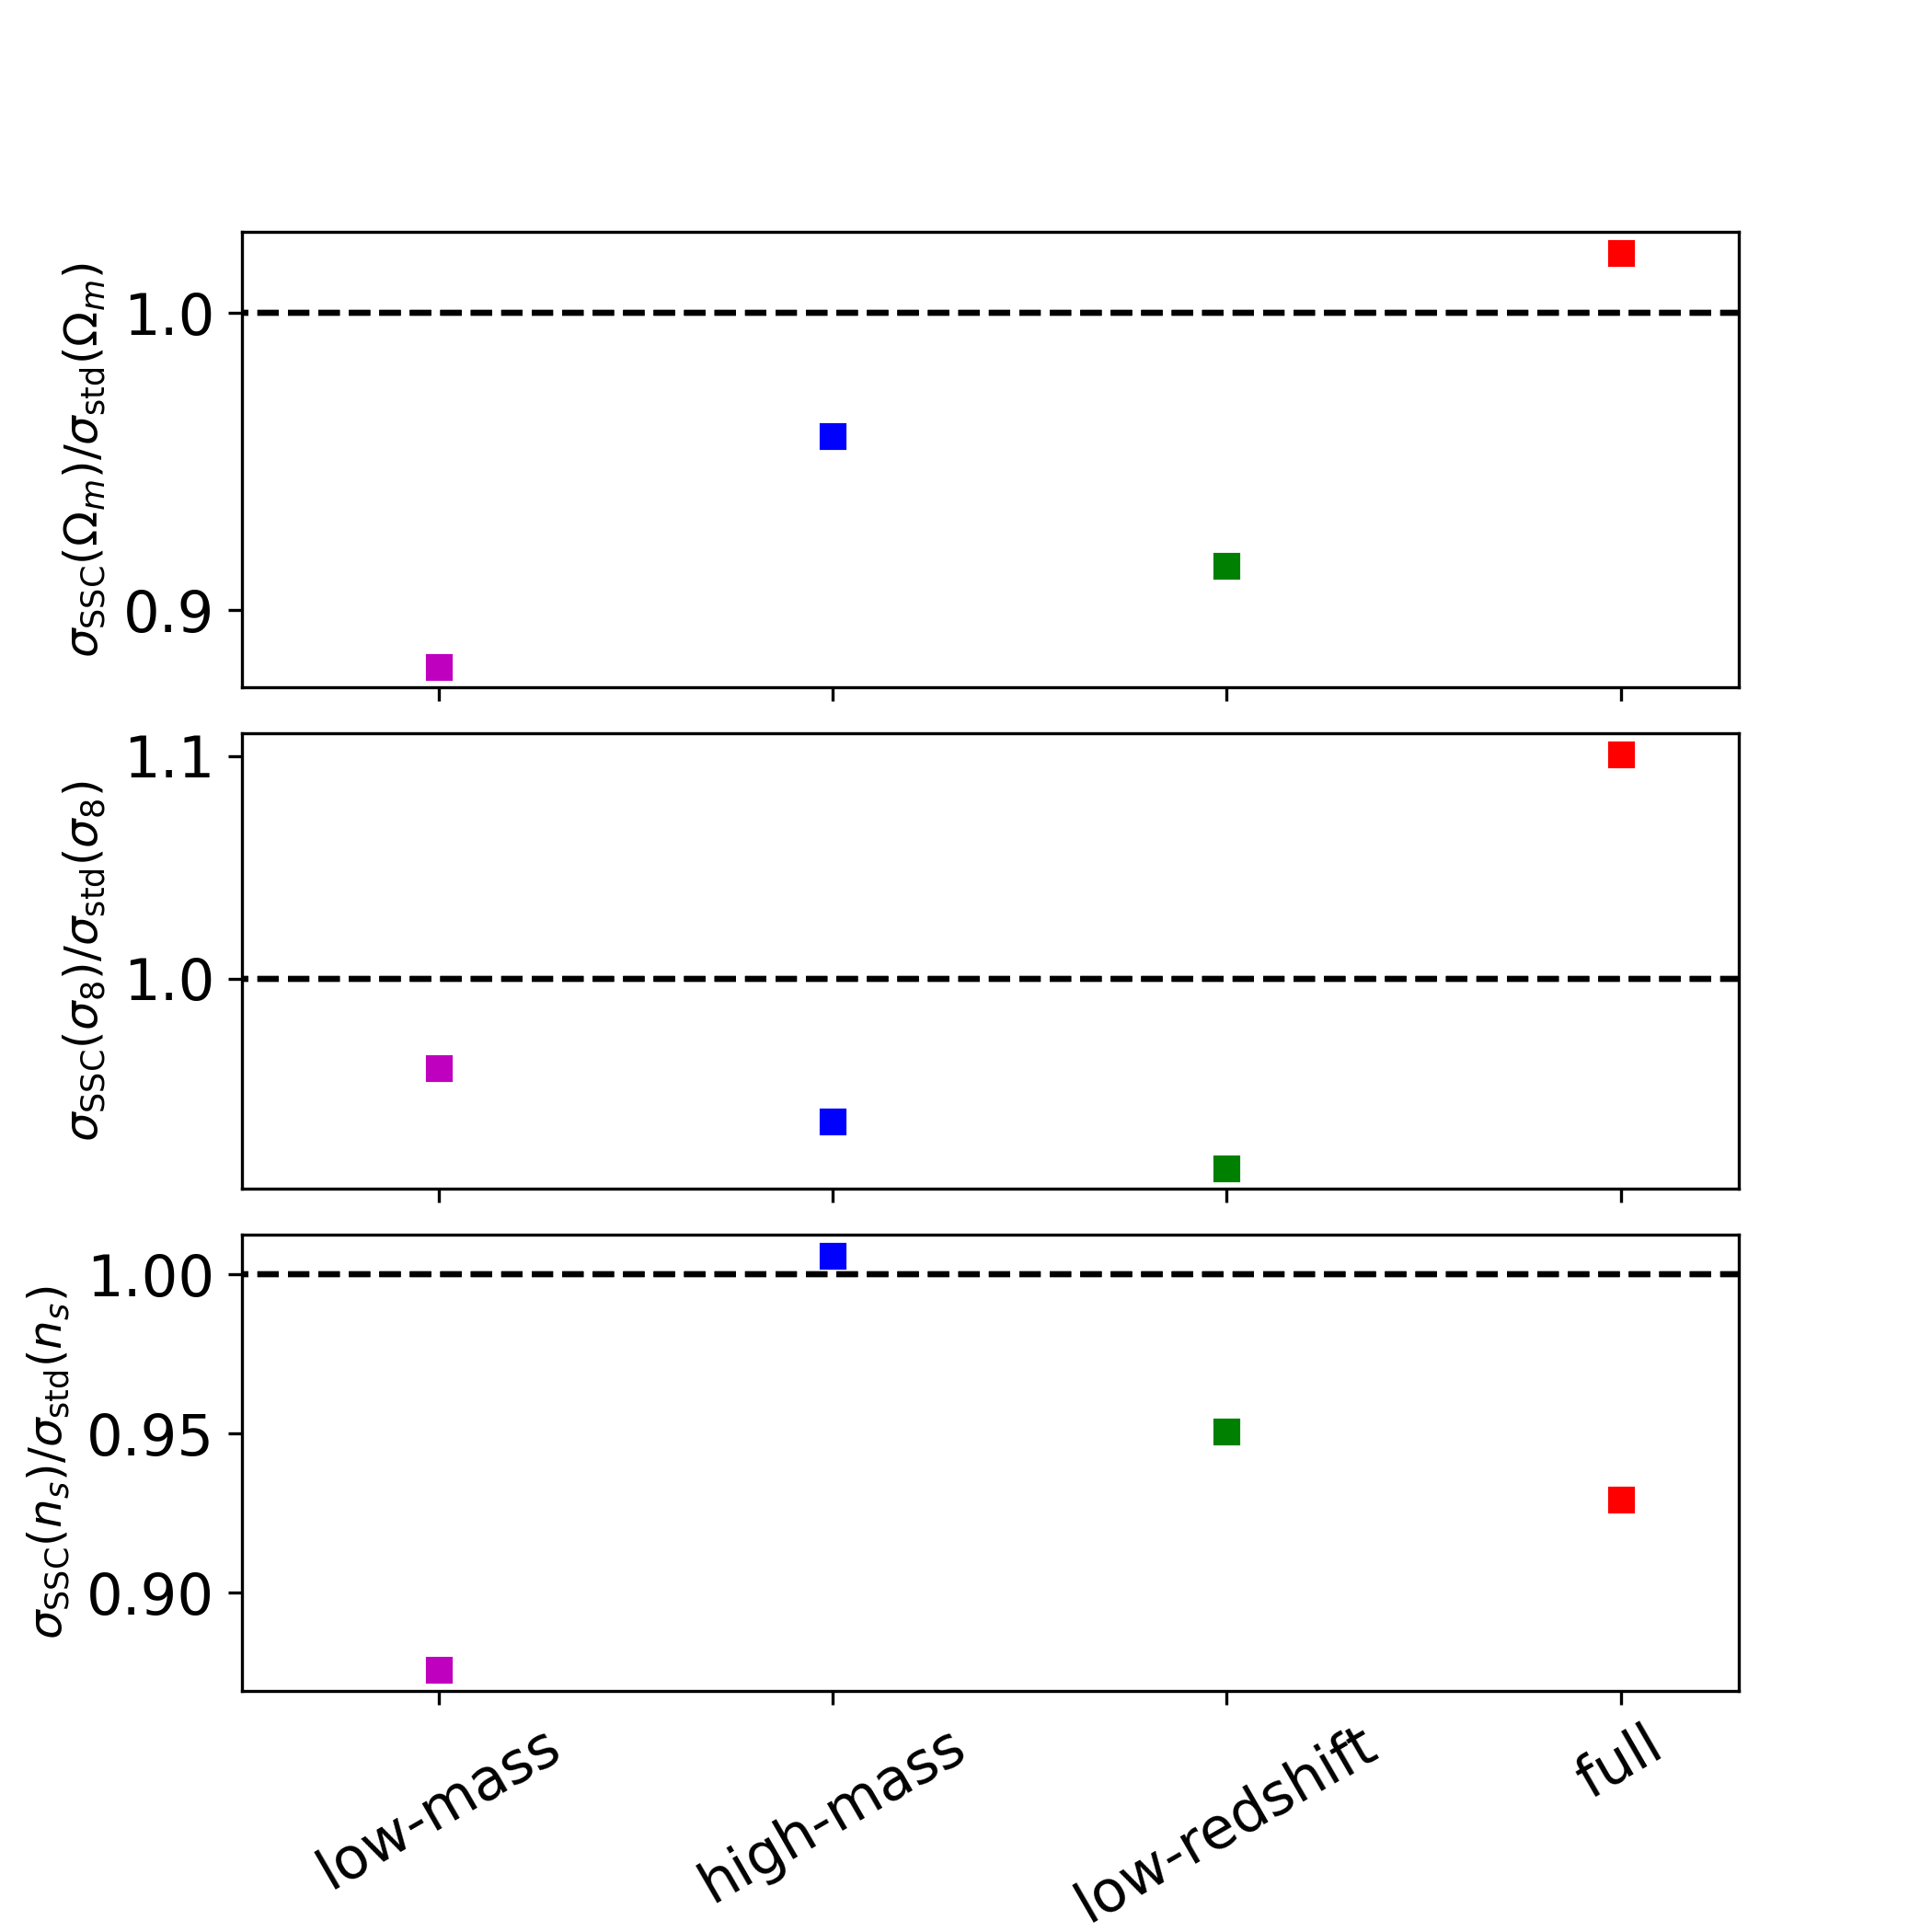 σSSC(Ωm)/σstd(Ωm)
1.0
0.9
σSSC(σ8)/σstd(σ8)
1.1
1.0
σSSC(ns)/σstd(ns)
1.00
0.95
0.90
low-mass
high-mass
low-redshift
full